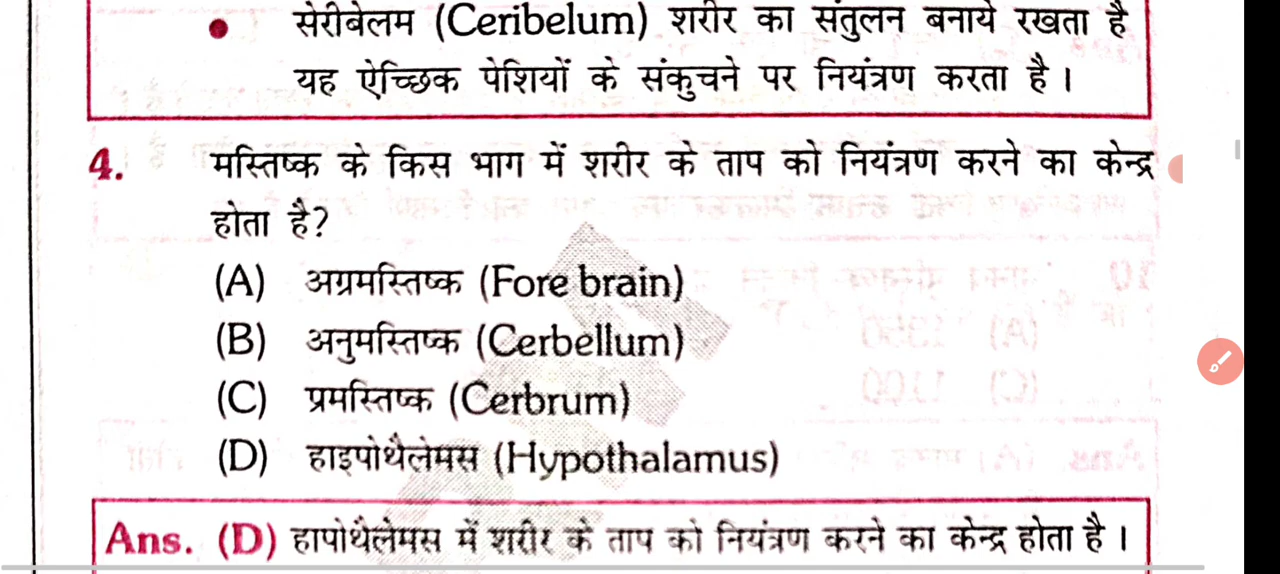 सेरीबेलम (Ceribelum) शरीर का संतुलन बनाये रखता है
यह ऐच्छिक पेशियों के संकुचने पर नियंत्रण करता है ।
4. मस्तिष्क के किस भाग में शरीर के ताप को नियंत्रण करने का केन्द्र
होता है?
(A) अग्रमस्तिष्क (Fore brain)
(B) अनुमस्तिष्क (Cerbellum)
(C) प्रमस्तिष्क (Cerbrum)
(D) हाइपोथैलेमस (Hypothalamus)
Ans. (D) हापोथैलेमस में शरीर के ताप को नियंत्रण करने का केन्द्र होता है ।